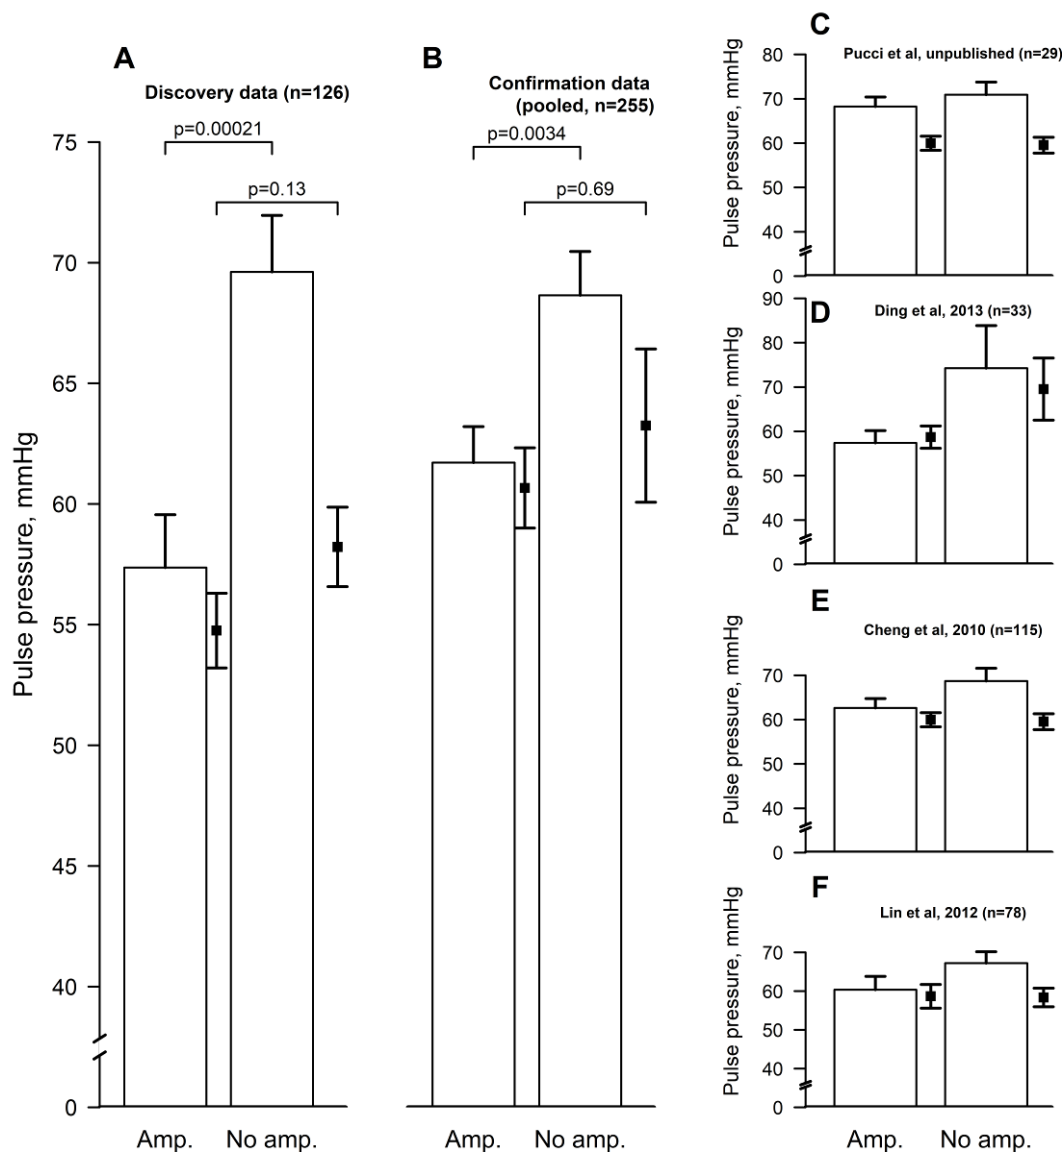 A
Discovery data (n=126)
p=0.00021
p=0.13
Pulse pressure, mmHg
75
70
65
60
55
50
45
40
0
Amp.
No amp.
B
Confirmation data
(pooled, n=255)
p=0.0034
p=0.69
Amp.
No amp.
C
Pucci et al, unpublished (n=29)
Pulse pressure, mmHg
80
70
60
50
40
0
D
Ding et al, 2013 (n=33)
Pulse pressure, mmHg
90
80
70
60
50
40
0
E
Cheng et al, 2010 (n=115)
Pulse pressure, mmHg
70
60
50
40
0
F
Lin et al, 2012 (n=78)
Pulse pressure, mmHg
70
60
50
40
0
Amp.
No amp.